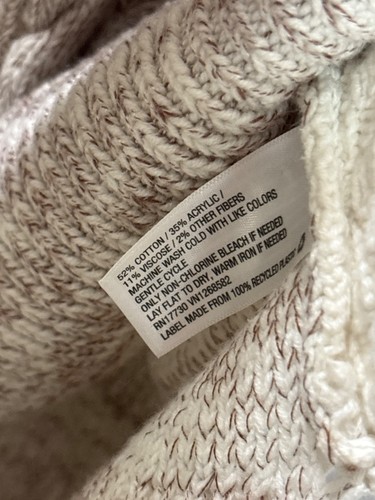 52% COTTON / 35% ACRYLIC /
11% VISCOSE / 2% OTHER FIBERS
MACHINE WASH COLD WITH LIKE COLORS
GENTLE CYCLE
ONLY NON-CHLORINE BLEACH IF NEEDED
LAY FLAT TO DRY, WARM IRON IF NEEDED
RN17730 VN1268582
LABEL MADE FROM 100% RECYCLED PLASTIC